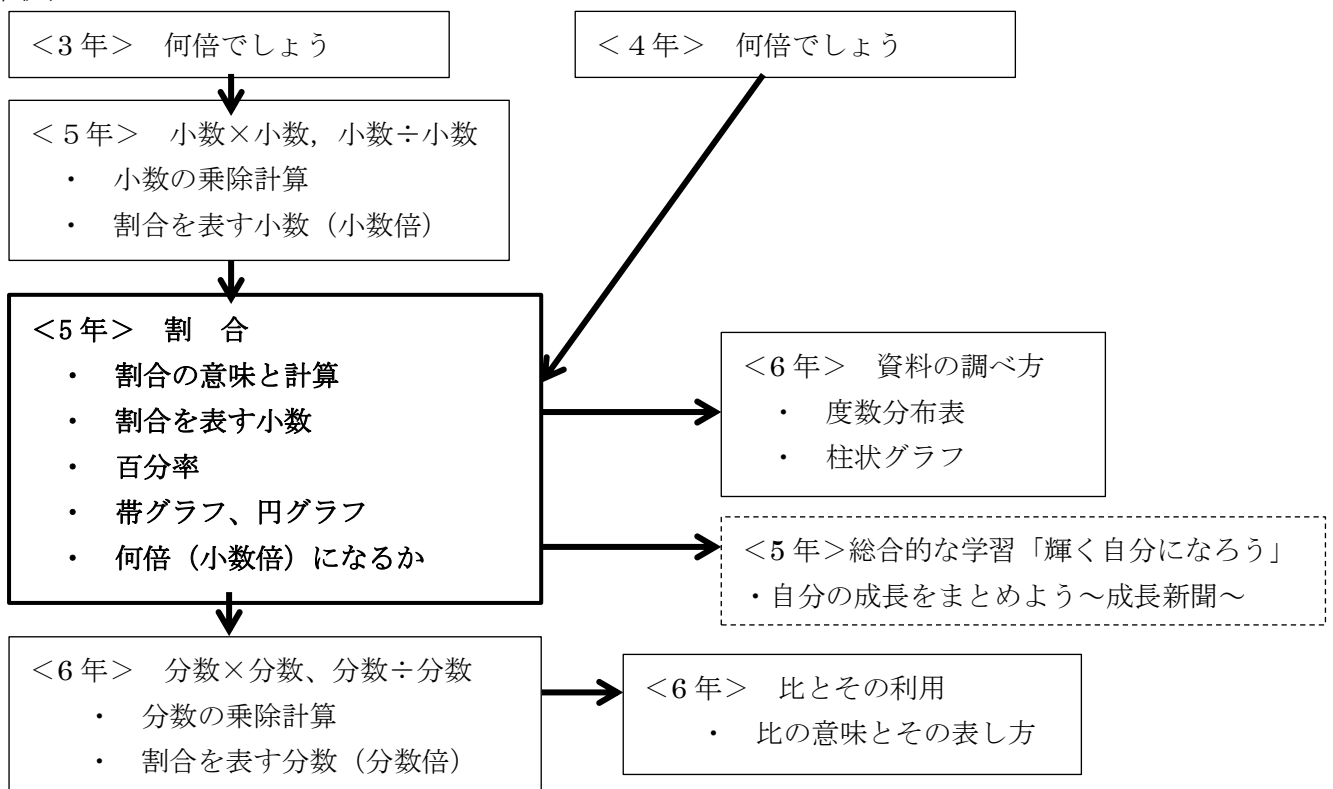 ＜3 年＞　何倍でしょう
＜４年＞　何倍でしょう
＜５年＞　小数×小数，小数÷小数
・　小数の乗除計算
・　割合を表す小数（小数倍）
＜5 年＞　割　合
・　割合の意味と計算
・　割合を表す小数
・　百分率
・　帯グラフ、円グラフ
・　何倍（小数倍）になるか
＜6 年＞　資料の調べ方
・　度数分布表
・　柱状グラフ
＜5 年＞総合的な学習「輝く自分になろう」
・自分の成長をまとめよう～成長新聞～
＜6 年＞　分数×分数、分数÷分数
・　分数の乗除計算
・　割合を表す分数（分数倍）
＜6 年＞　比とその利用
・　比の意味とその表し方